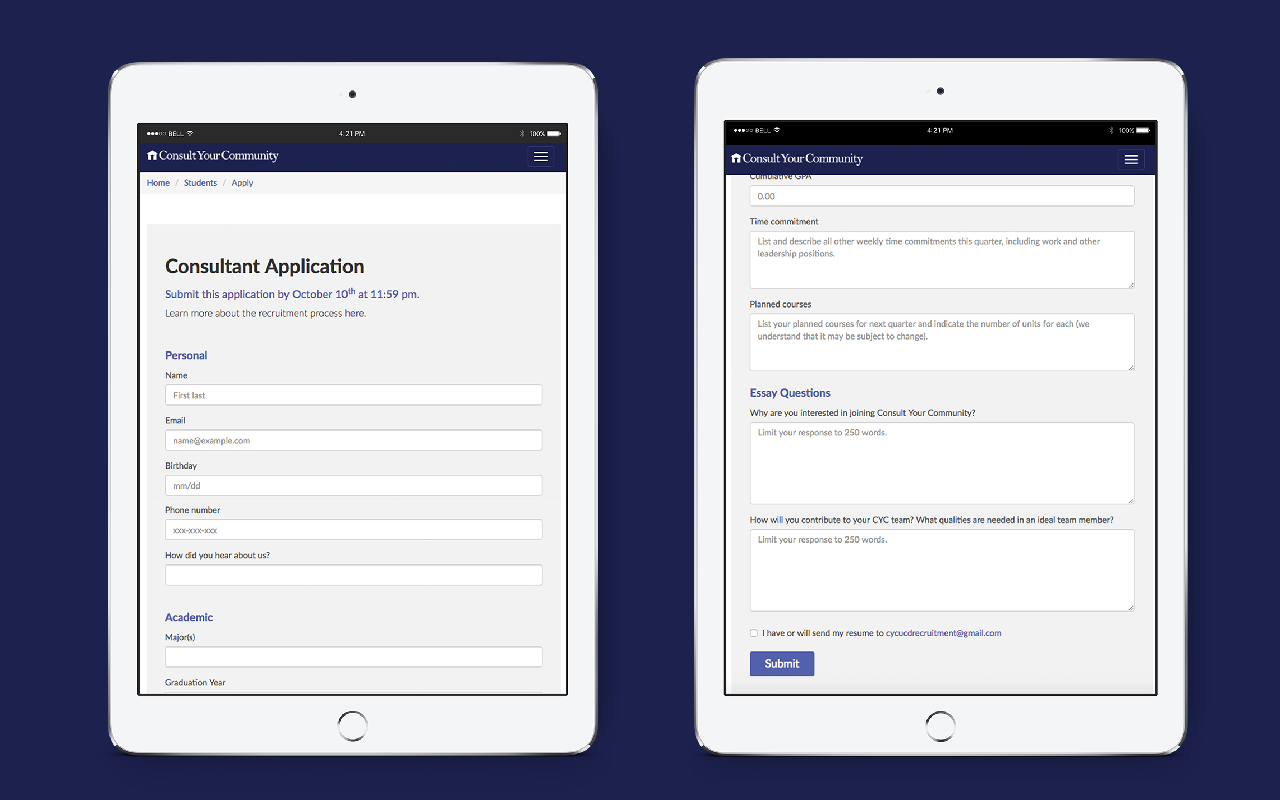 BELL
4:21 PM
100%
Consult Your Community
Home / Students / Apply
Consultant Application
Submit this application by October 10th at 11:59 pm.
Learn more about the recruitment process here.
Personal
Name
First last
Email
name@example.com
Birthday
mm/dd
Phone number
xxx-xxx-xxx
How did you hear about us?
Academic
Major(s)
Graduation Year
BELL
4:21 PM
100%
Consult Your Community
Cumulative GPA
0.00
Time commitment
List and describe all other weekly time commitments this quarter, including work and other
leadership positions.
Planned courses
List your planned courses for next quarter and indicate the number of units for each (we
understand that it may be subject to change).
Essay Questions
Why are you interested in joining Consult Your Community?
Limit your response to 250 words.
How will you contribute to your CYC team? What qualities are needed in an ideal team member?
Limit your response to 250 words.
I have or will send my resume to cycucdrecruitment@gmail.com
Submit